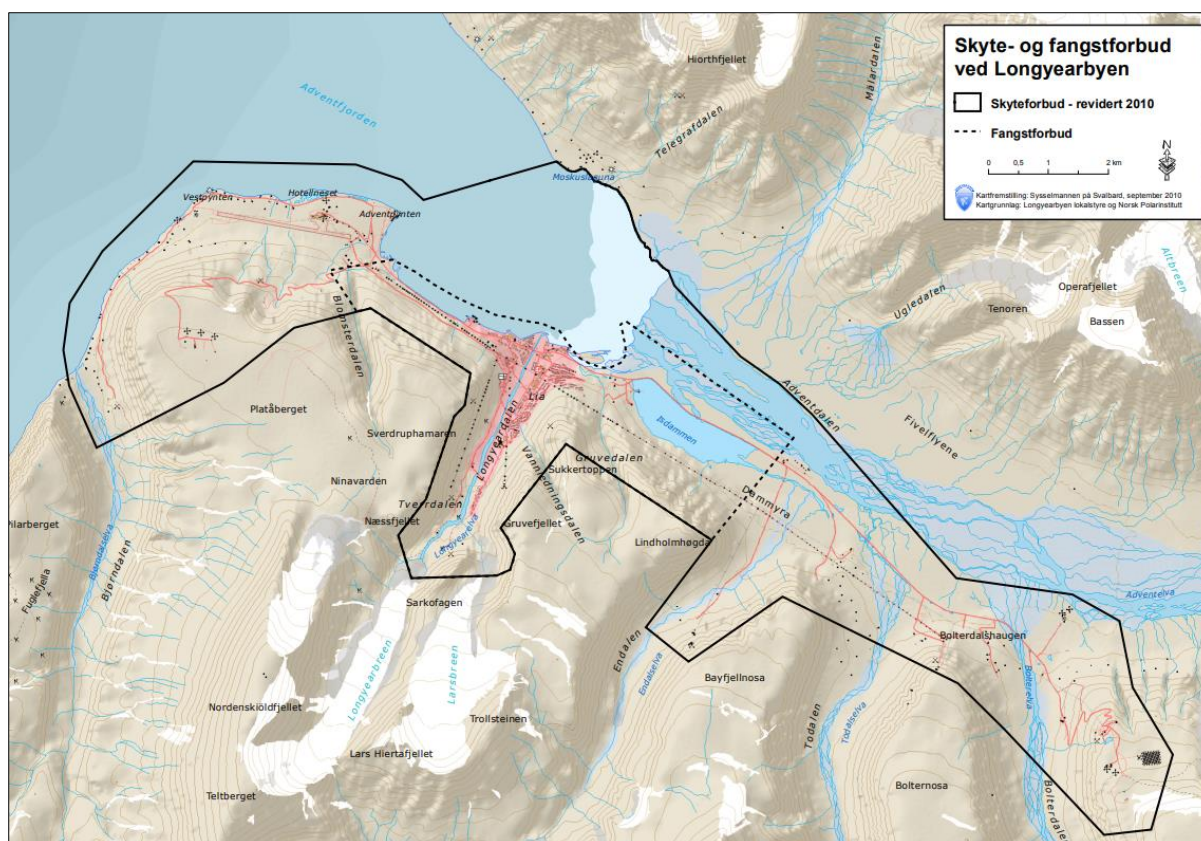 Skyte- og fangstforbud
ved Longyearbyen
Skyteforbud - revidert 2010
Fangstforbud
N
0 0,5 1 2 km
Kartfremstilling: Sysselmannen på Svalbard, september 2010
Kartgrunnlag: Longyearbyen lokalstyre og Norsk Polarinstitutt
Hiorthfjellet
Mälardalen
Adventfjorden
Telegrafdalen
Moskuslaguna
Vestpynten
Hotellneset
Adventpynten
Altbreen
Operafjellet
Ugledalen
Tenoren
Bassen
Blomsterdalen
Adventdalen
Lia
Platåberget
Isdammen
Fivelflyene
Sverdruphamaren
Longyeardalen
Gruvedalen
Sukkertoppen
Vannledningsdalen
Ninavarden
Tverrdalen
Dammyra
Næssfjellet
Gruvefjellet
Longyearelva
Lindholmhøgda
Pilarberget
Bjørndalselva
Bjørndalen
Fuglefjella
Sarkofagen
Adventelva
Bolterdalshaugen
Endalen
Endalselva
Bayfjellnosa
Longyearbreen
Larsbreen
Bolterelva
Nordenskiöldfjellet
Trollsteinen
Todalen
Todalselva
Lars Hiertafjellet
Bolternosa
Teltberget
Bolterdalen